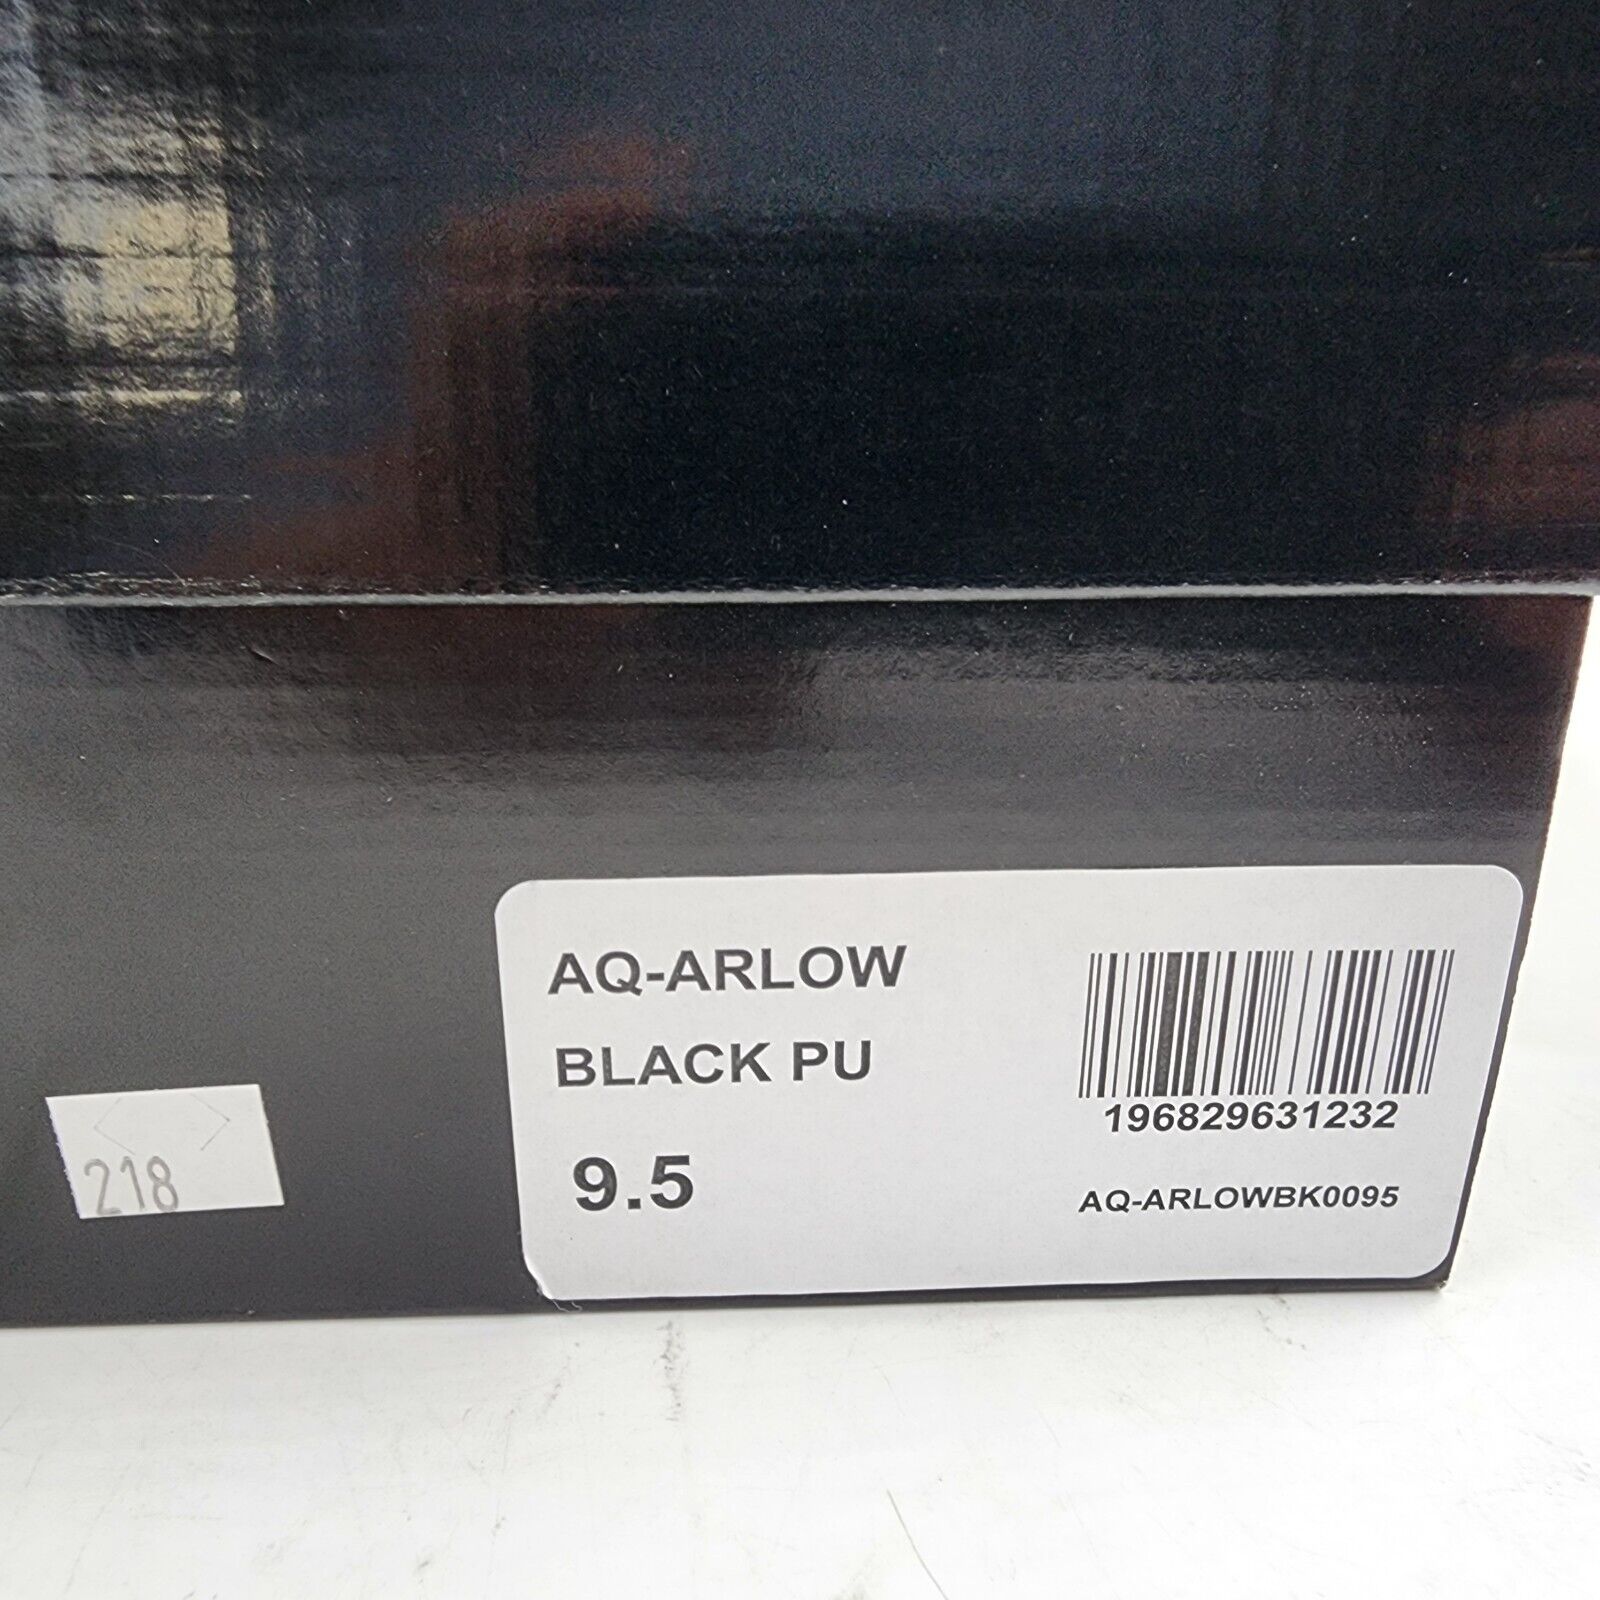 AQ-ARLOW
BLACK PU
9.5
196829631232
AQ-ARLOWBK0095
218